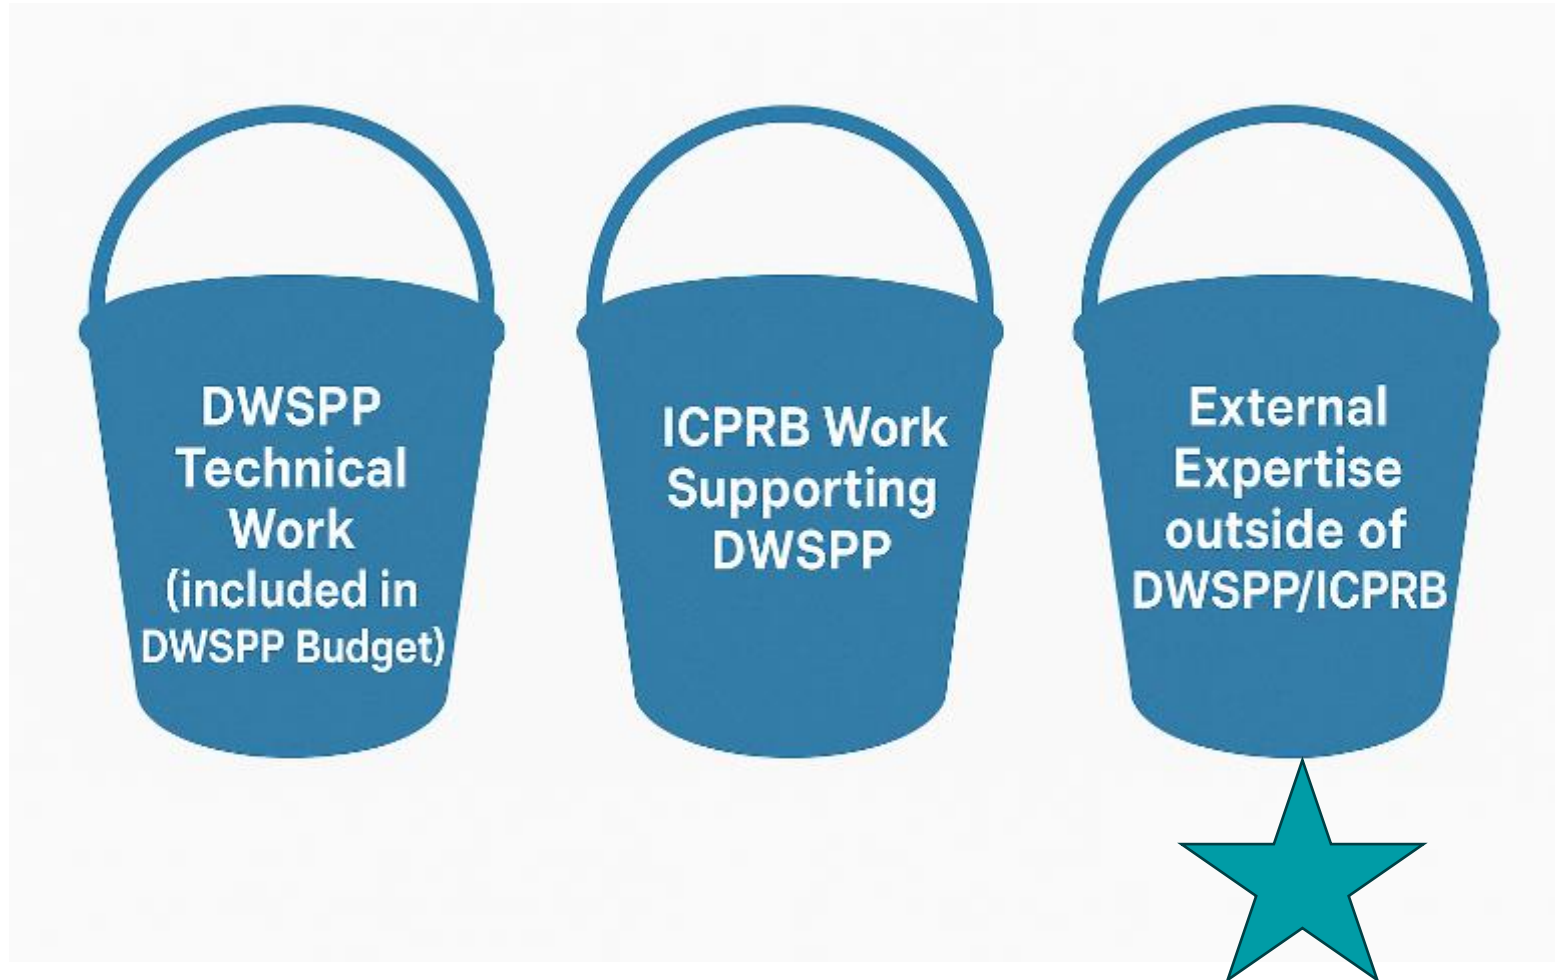 DWSPP
Technical
Work
(included in
DWSPP Budget)
ICPRB Work
Supporting
DWSPP
External
Expertise
outside of
DWSPP/ICPRB